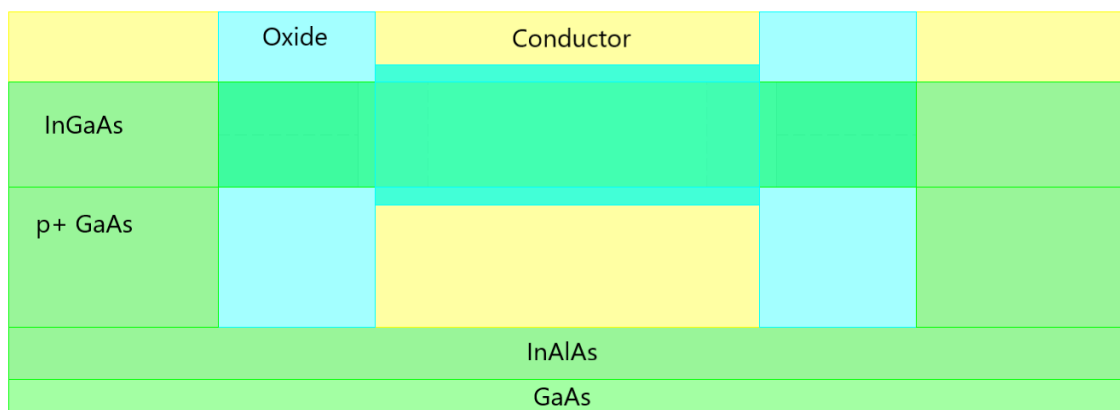 Oxide
Conductor
InGaAs
p+ GaAs
InAlAs
GaAs